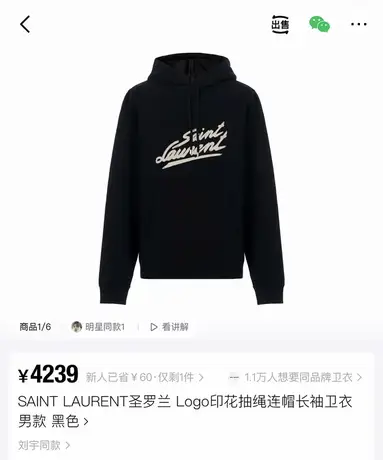 出售
Saint
Laurent
商品1/6
明星同款1
看讲解
¥4239
新人已省￥60·仅剩1件 >
1.1万人想要同品牌卫衣 >
SAINT LAURENT圣罗兰 Logo印花抽绳连帽长袖卫衣
男款 黑色 >
刘宇同款 >